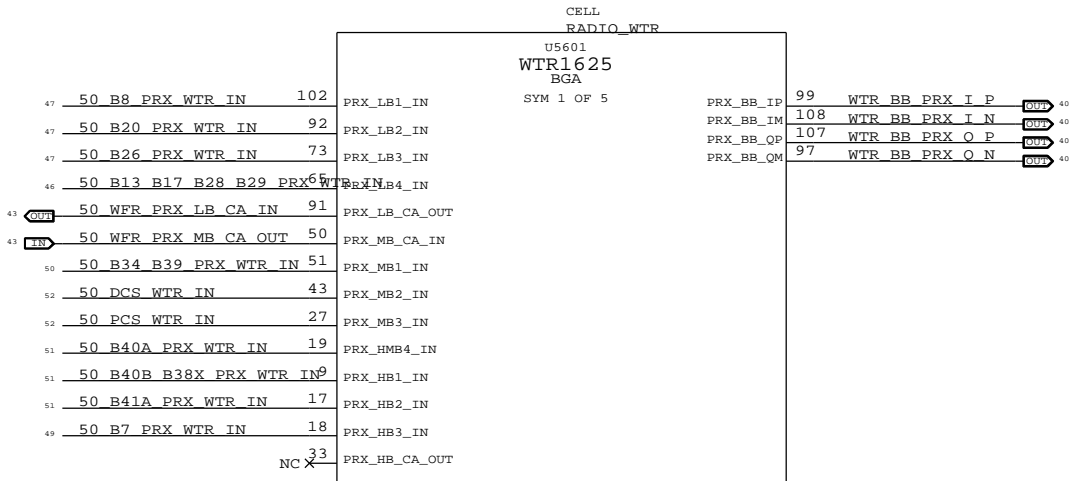 CELL
RADIO_WTR
U5601
WTR1625
BGA
SYM 1 OF 5
47 50_B8_PRX_WTR_IN 102 PRX_LB1_IN
47 50_B20_PRX_WTR_IN 92 PRX_LB2_IN
47 50_B26_PRX_WTR_IN 73 PRX_LB3_IN
46 50_B13_B17_B28_B29_PRX_WTR_IN 65 PRX_LB4_IN
43 OUT 50_WFR_PRX_LB_CA_IN 91 PRX_LB_CA_OUT
43 IN 50_WFR_PRX_MB_CA_OUT 50 PRX_MB_CA_IN
50 50_B34_B39_PRX_WTR_IN 51 PRX_MB1_IN
52 50_DCS_WTR_IN 43 PRX_MB2_IN
52 50_PCS_WTR_IN 27 PRX_MB3_IN
51 50_B40A_PRX_WTR_IN 19 PRX_HMB4_IN
51 50_B40B_B38X_PRX_WTR_IN 9 PRX_HB1_IN
51 50_B41A_PRX_WTR_IN 17 PRX_HB2_IN
49 50_B7_PRX_WTR_IN 18 PRX_HB3_IN
NC 33 PRX_HB_CA_OUT
PRX_BB_IP 99 WTR_BB_PRX_I_P OUT 40
PRX_BB_IM 108 WTR_BB_PRX_I_N OUT 40
PRX_BB_QP 107 WTR_BB_PRX_Q_P OUT 40
PRX_BB_QM 97 WTR_BB_PRX_Q_N OUT 40